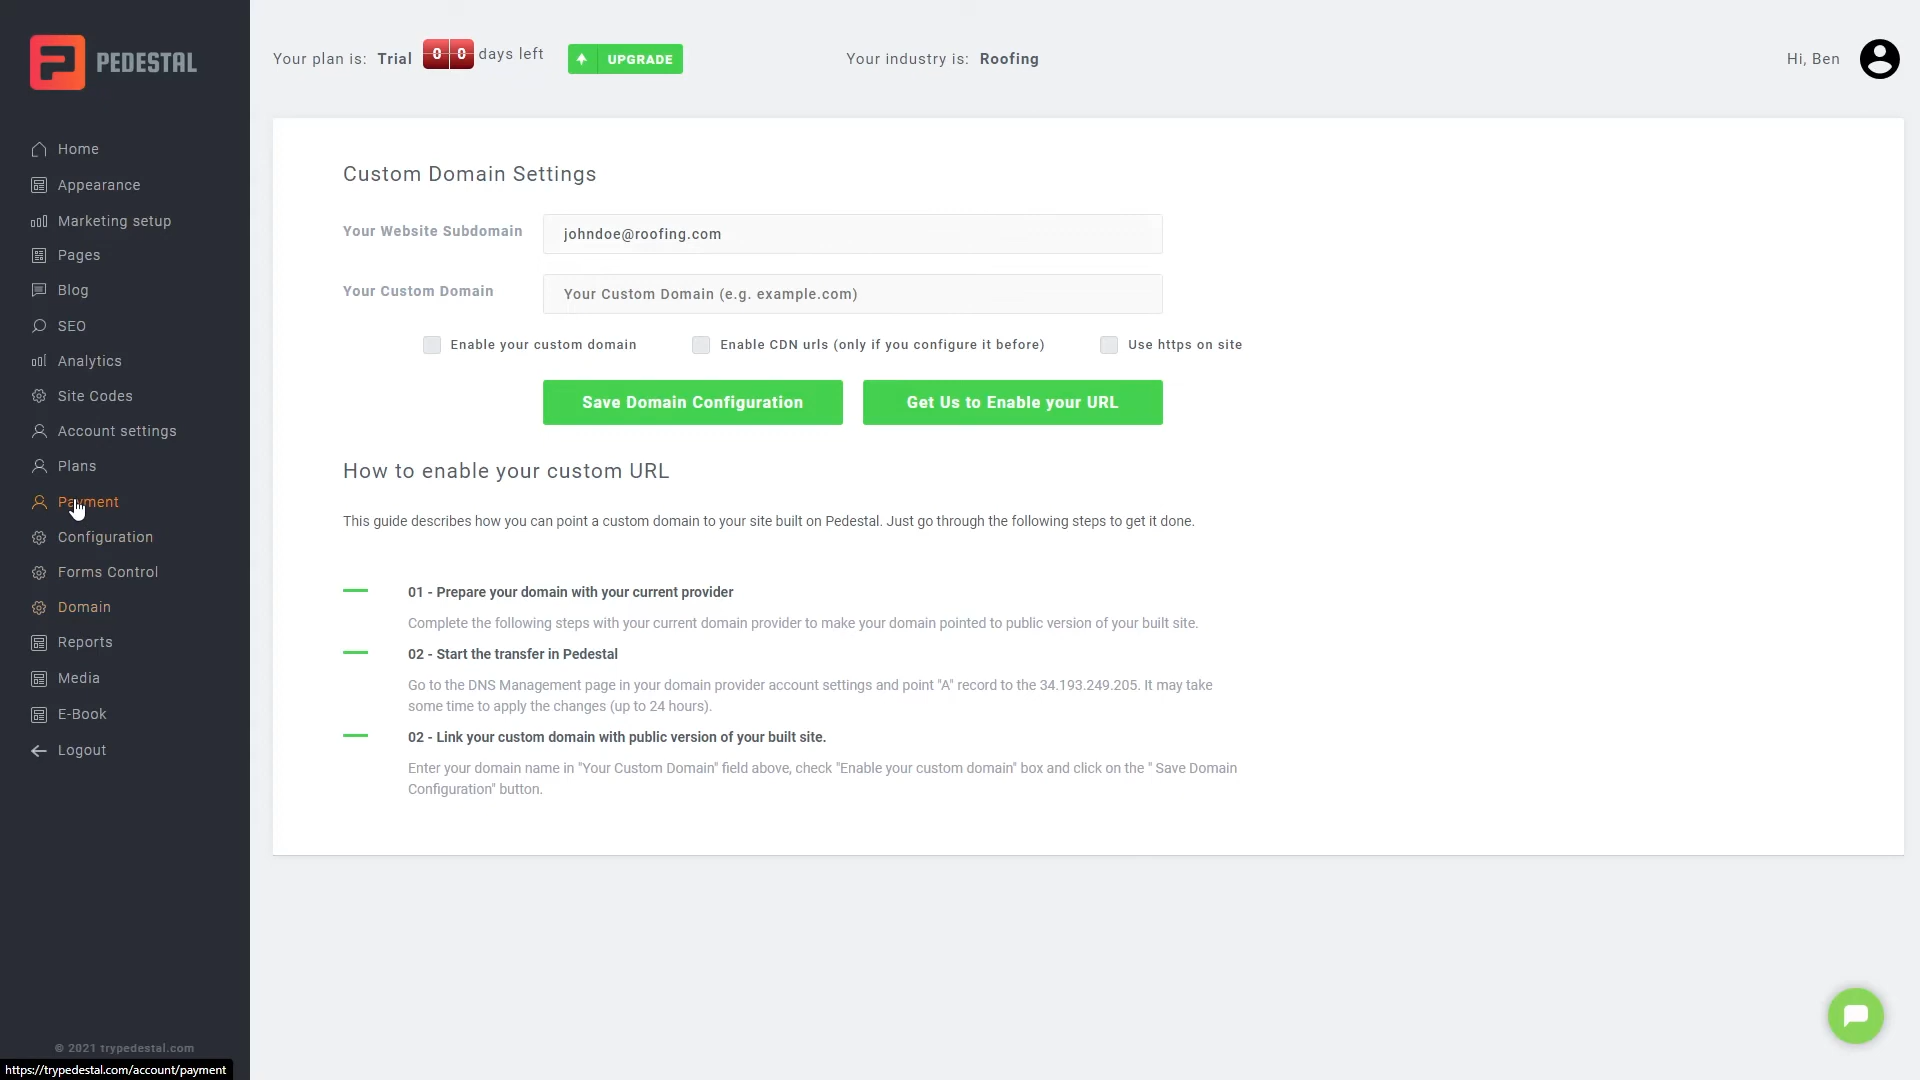 PEDESTAL
Your plan is: Trial 0 0 days left
UPGRADE
Your industry is: Roofing
Hi, Ben
Home
Appearance
Marketing setup
Pages
Blog
SEO
Analytics
Site Codes
Account settings
Plans
Payment
Configuration
Forms Control
Domain
Reports
Media
E-Book
Logout
© 2021 trypedestal.com
https://trypedestal.com/account/payment
Custom Domain Settings
Your Website Subdomain
johndoe@roofing.com
Your Custom Domain
Your Custom Domain (e.g. example.com)
Enable your custom domain
Enable CDN urls (only if you configure it before)
Use https on site
Save Domain Configuration
Get Us to Enable your URL
How to enable your custom URL
This guide describes how you can point a custom domain to your site built on Pedestal. Just go through the following steps to get it done.
01 - Prepare your domain with your current provider
Complete the following steps with your current domain provider to make your domain pointed to public version of your built site.
02 - Start the transfer in Pedestal
Go to the DNS Management page in your domain provider account settings and point "A" record to the 34.193.249.205. It may take
some time to apply the changes (up to 24 hours).
02 - Link your custom domain with public version of your built site.
Enter your domain name in "Your Custom Domain" field above, check "Enable your custom domain" box and click on the " Save Domain
Configuration" button.